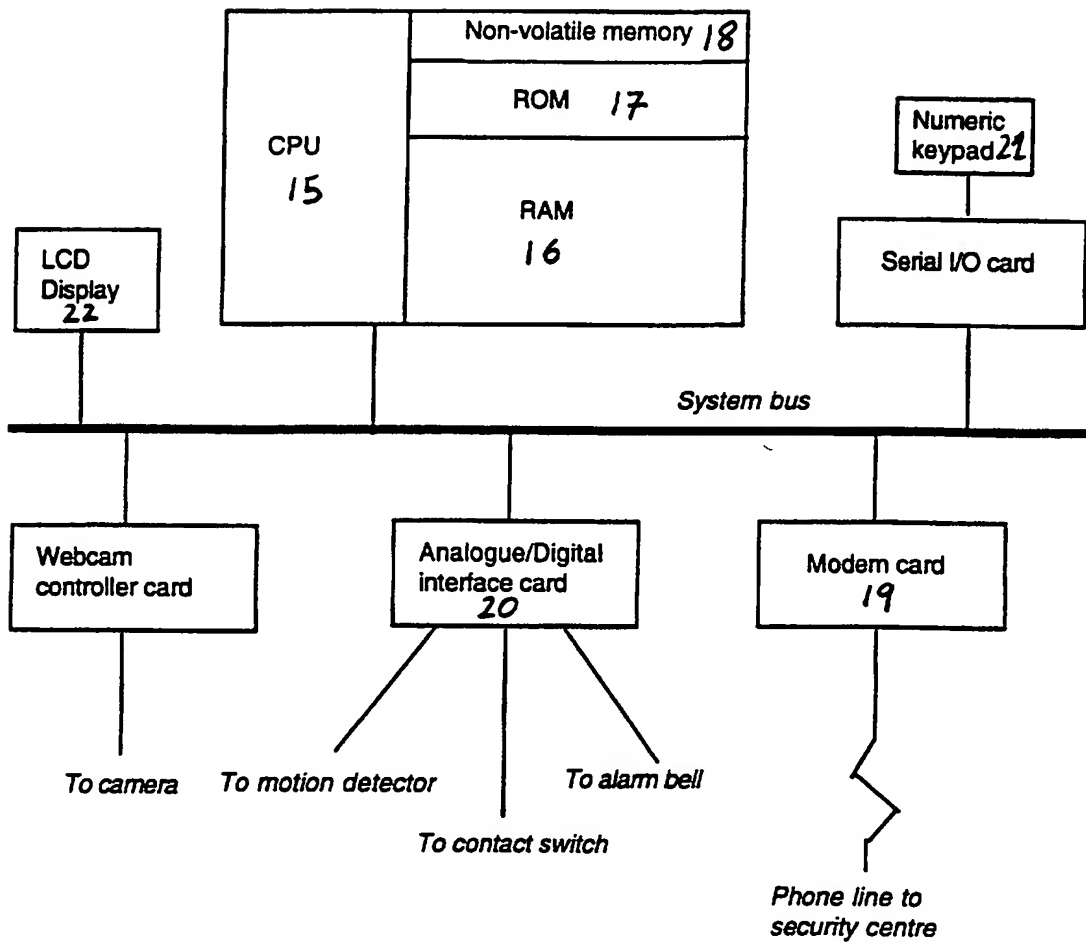 Non-volatile memory 18
ROM 17
CPU
15
RAM
16
Numeric
keypad 21
LCD
Display
22
Serial I/O card
System bus
Webcam
controller card
Analogue/Digital
interface card
20
Modem card
19
To camera
To motion detector
To alarm bell
To contact switch
Phone line to
security centre